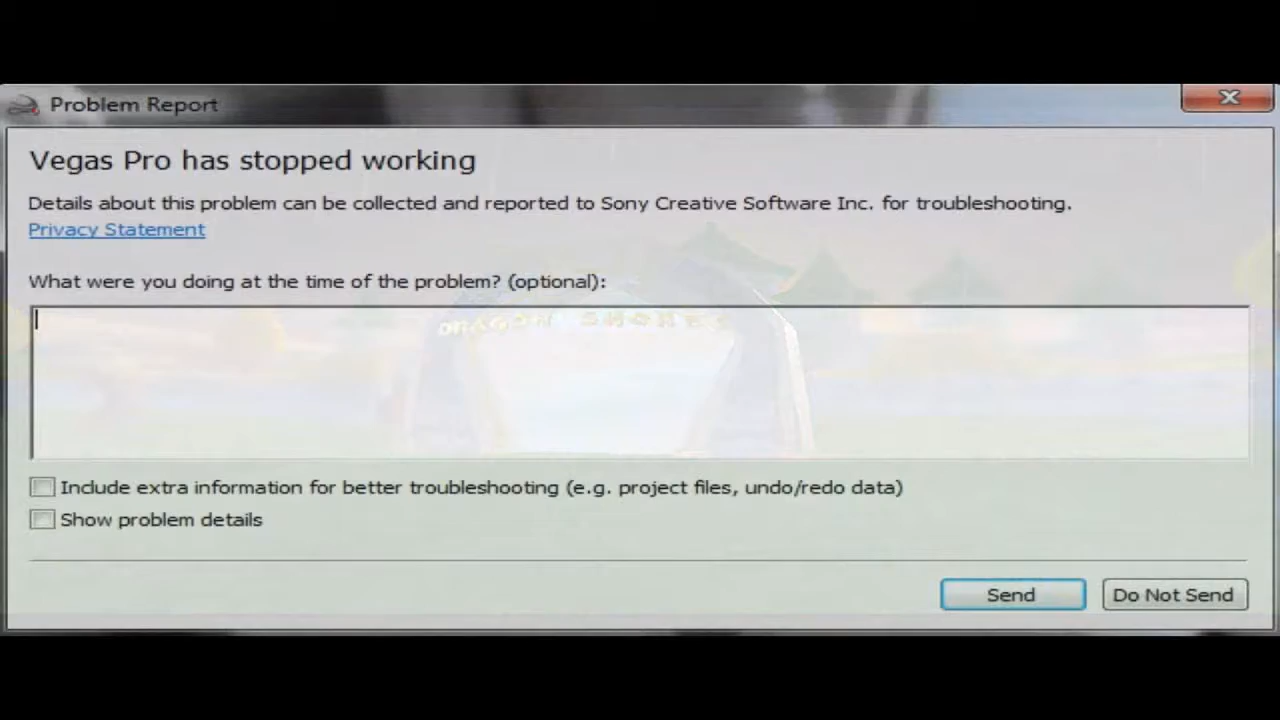 Problem Report
Vegas Pro has stopped working
Details about this problem can be collected and reported to Sony Creative Software Inc. for troubleshooting.
Privacy Statement
What were you doing at the time of the problem? (optional):
DRAGON SHORES
Include extra information for better troubleshooting (e.g. project files, undo/redo data)
Show problem details
Send
Do Not Send